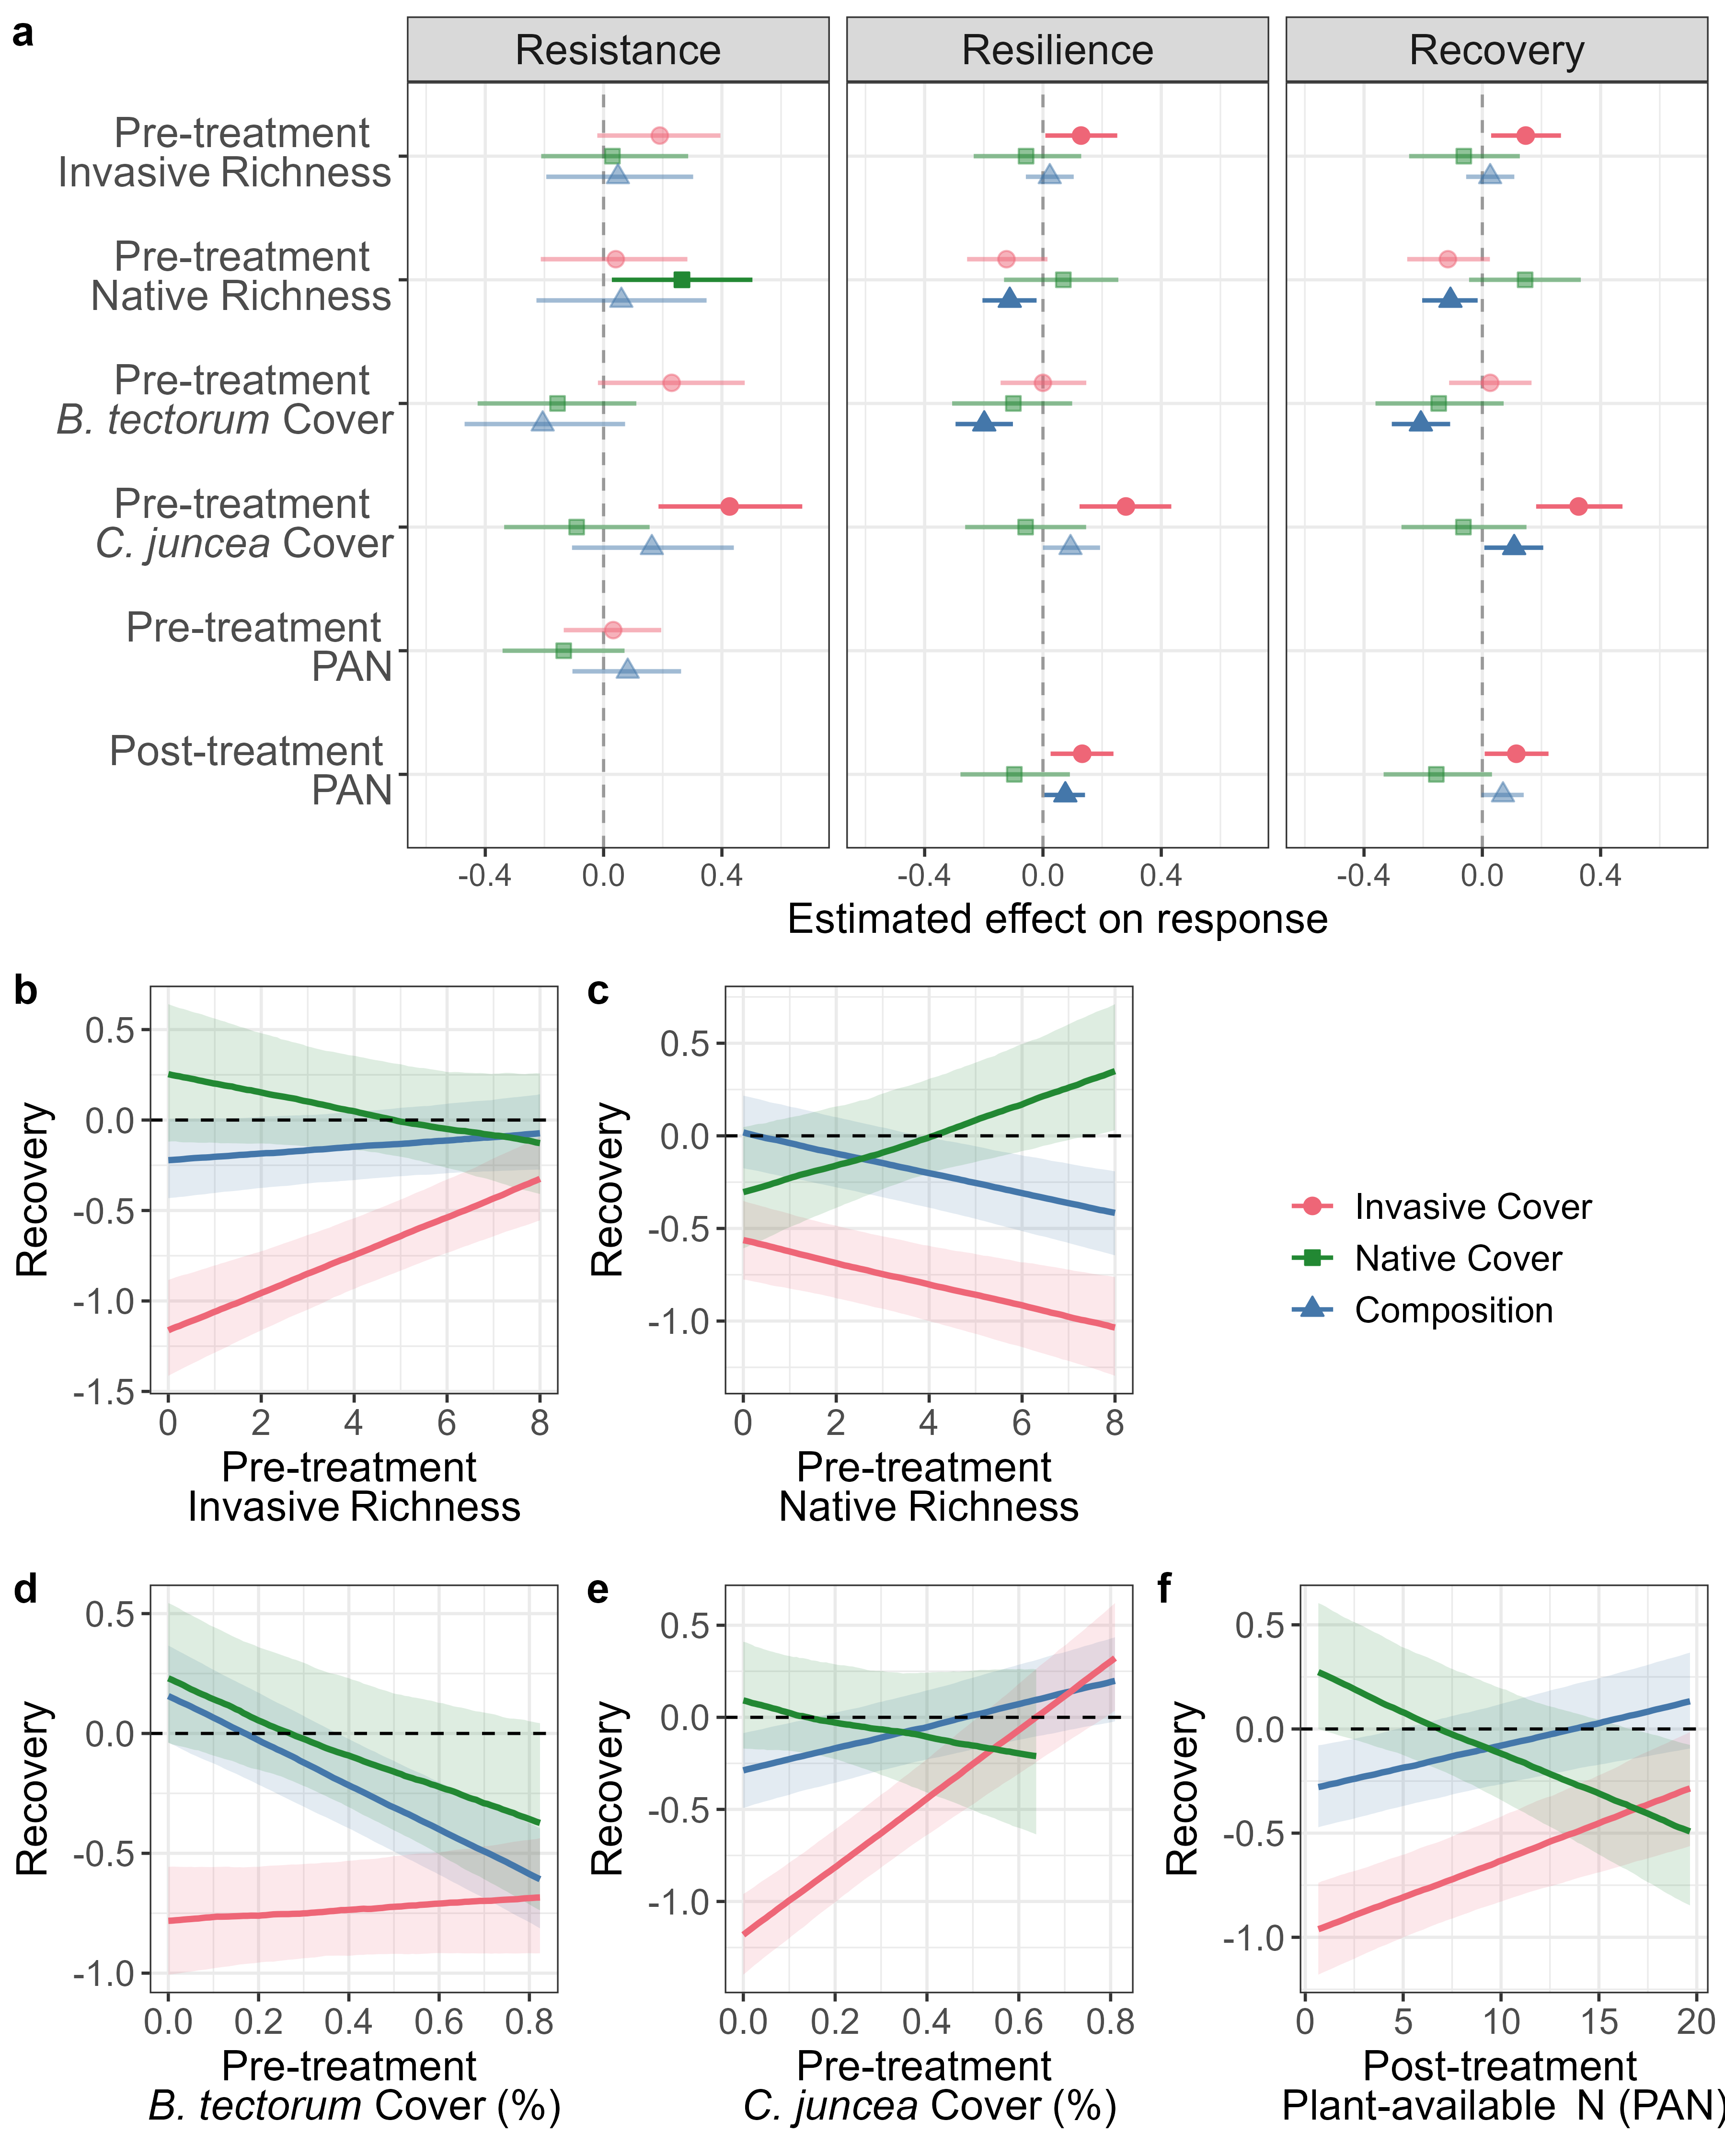 a
Resistance
Resilience
Recovery
Pre-treatment
Invasive Richness
Pre-treatment
Native Richness
Pre-treatment
B. tectorum Cover
Pre-treatment
C. juncea Cover
Pre-treatment
PAN
Post-treatment
PAN
-0.4 0.0 0.4
-0.4 0.0 0.4
-0.4 0.0 0.4
Estimated effect on response
b
Recovery
0.5
0.0
-0.5
-1.0
-1.5
0 2 4 6 8
Pre-treatment
Invasive Richness
c
Recovery
0.5
0.0
-0.5
-1.0
0 2 4 6 8
Pre-treatment
Native Richness
Invasive Cover
Native Cover
Composition
d
Recovery
0.5
0.0
-0.5
-1.0
0.0 0.2 0.4 0.6 0.8
Pre-treatment
B. tectorum Cover (%)
e
Recovery
0.5
0.0
-0.5
-1.0
0.0 0.2 0.4 0.6 0.8
Pre-treatment
C. juncea Cover (%)
f
Recovery
0.5
0.0
-0.5
-1.0
0 5 10 15 20
Post-treatment
Plant-available N (PAN)